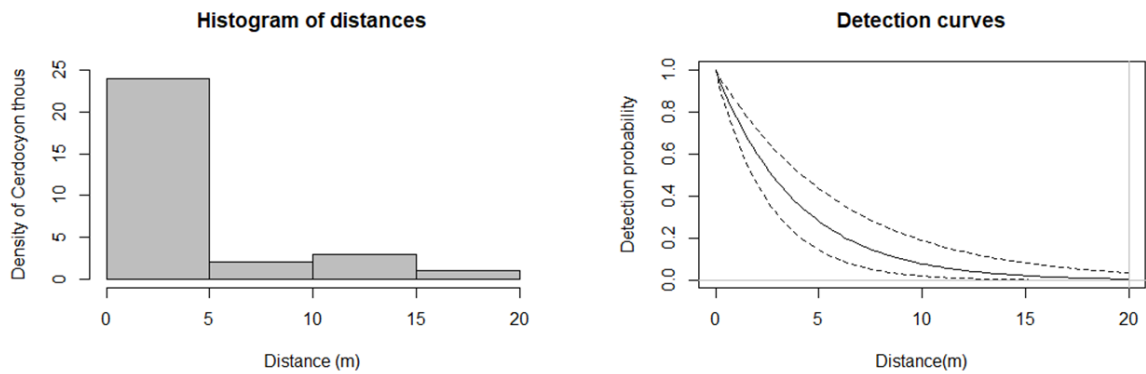 Histogram of distances
Density of Cerdocyon thous
25
20
15
10
5
0
0 5 10 15 20
Distance (m)
Detection curves
Detection probability
1.0
0.8
0.6
0.4
0.2
0.0
0 5 10 15 20
Distance(m)